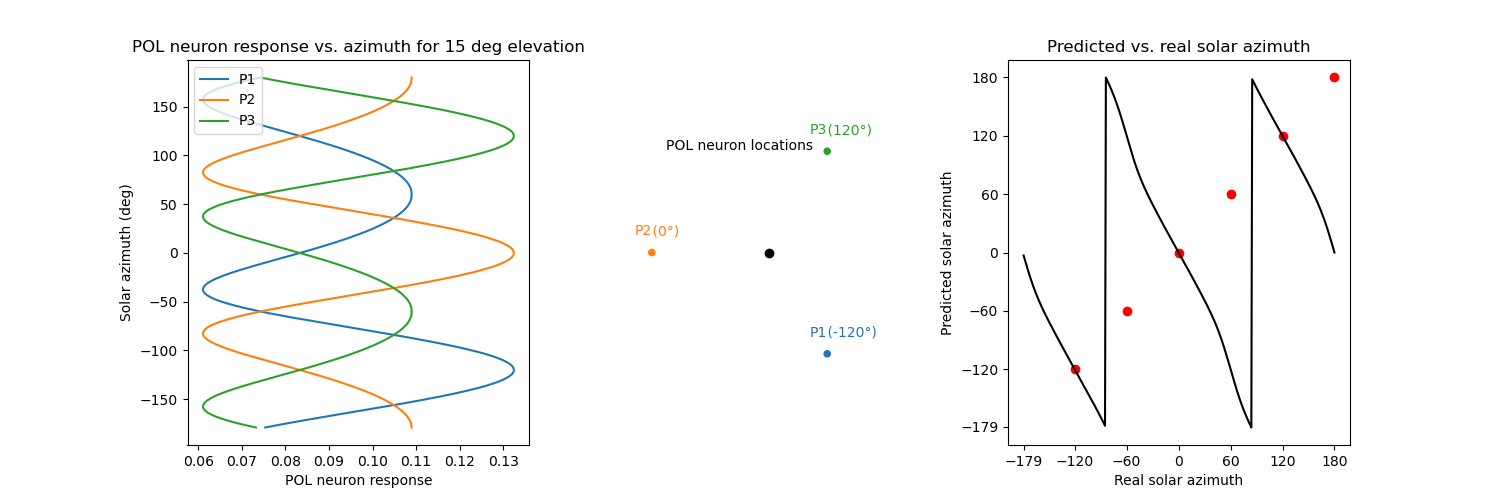 POL neuron response vs. azimuth for 15 deg elevation
P1
P2
P3
150
100
50
0
−50
−100
−150
Solar azimuth (deg)
0.06 0.07 0.08 0.09 0.10 0.11 0.12 0.13
POL neuron response
P3(120°)
POL neuron locations
P2(0°)
P1(-120°)
Predicted vs. real solar azimuth
180
120
60
0
−60
−120
−179
Predicted solar azimuth
−179 −120 −60 0 60 120 180
Real solar azimuth